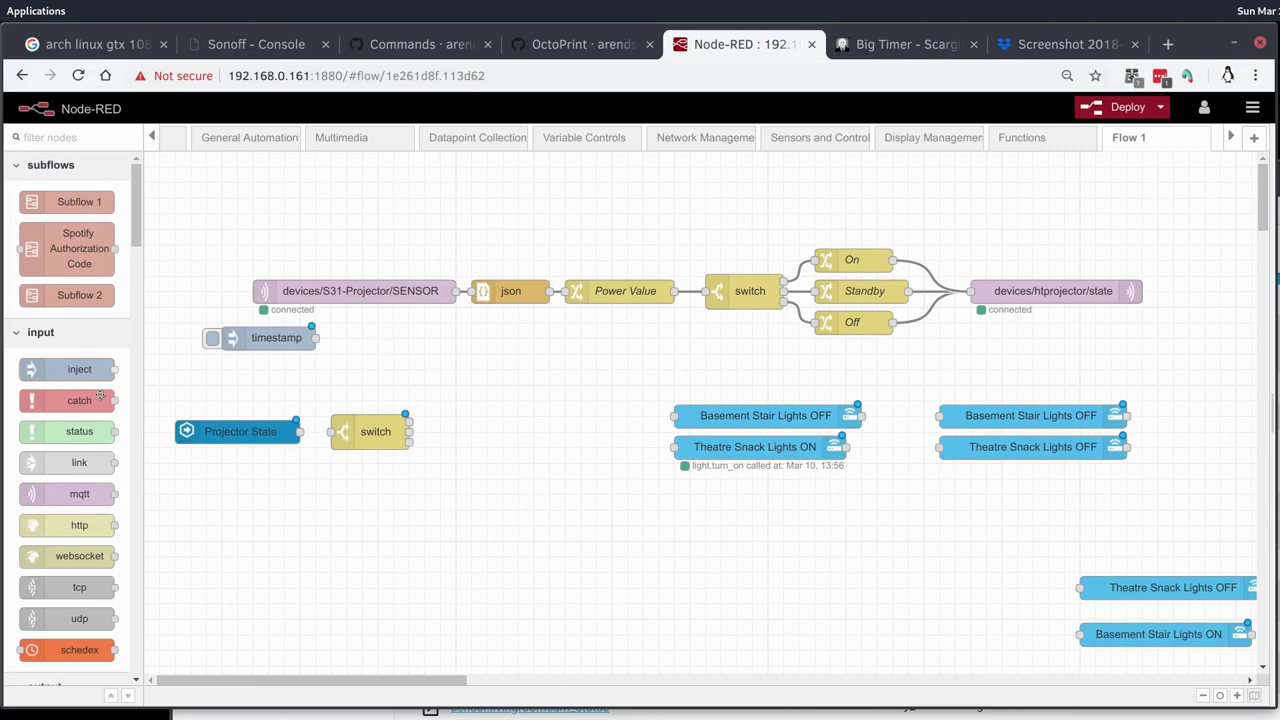 Applications
Sun Mar
arch linux gtx 108
Sonoff - Console
Commands · aren
OctoPrint · arends
Node-RED : 192.1
Big Timer – Scarg
Screenshot 2018-
Not secure
192.168.0.161:1880/#flow/1e261d8f.113d62
7
1
Node-RED
Deploy
filter nodes
General Automation
Multimedia
Datapoint Collection
Variable Controls
Network Manageme
Sensors and Control
Display Managemen
Functions
Flow 1
subflows
Subflow 1
Spotify
Authorization
Code
Subflow 2
input
inject
catch
status
link
mqtt
http
websocket
tcp
udp
schedex
devices/S31-Projector/SENSOR
connected
json
Power Value
switch
On
Standby
Off
devices/htprojector/state
connected
timestamp
Projector State
switch
Basement Stair Lights OFF
Theatre Snack Lights ON
light.turn_on called at: Mar 10, 13:56
Basement Stair Lights OFF
Theatre Snack Lights OFF
Theatre Snack Lights OFF
Basement Stair Lights ON